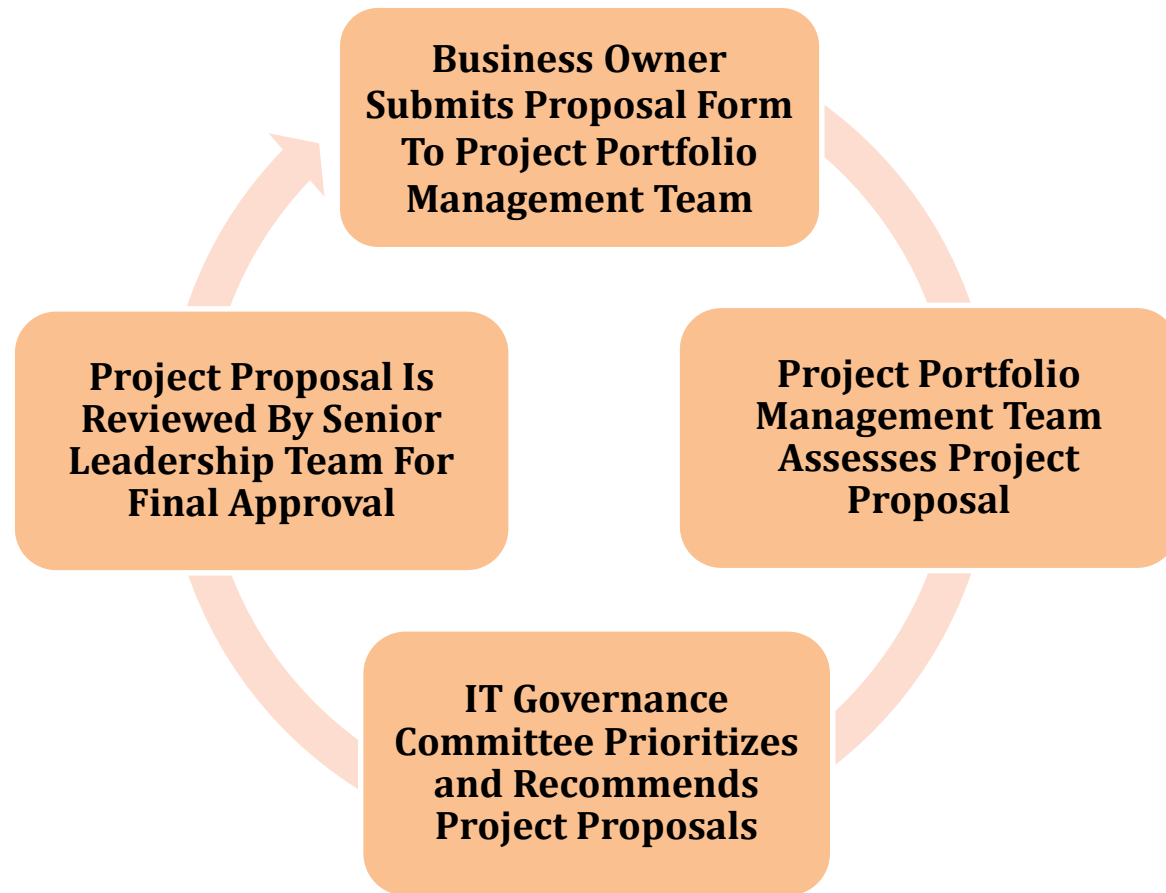 Business Owner
Submits Proposal Form
To Project Portfolio
Management Team
Project Portfolio
Management Team
Assesses Project
Proposal
IT Governance
Committee Prioritizes
and Recommends
Project Proposals
Project Proposal Is
Reviewed By Senior
Leadership Team For
Final Approval